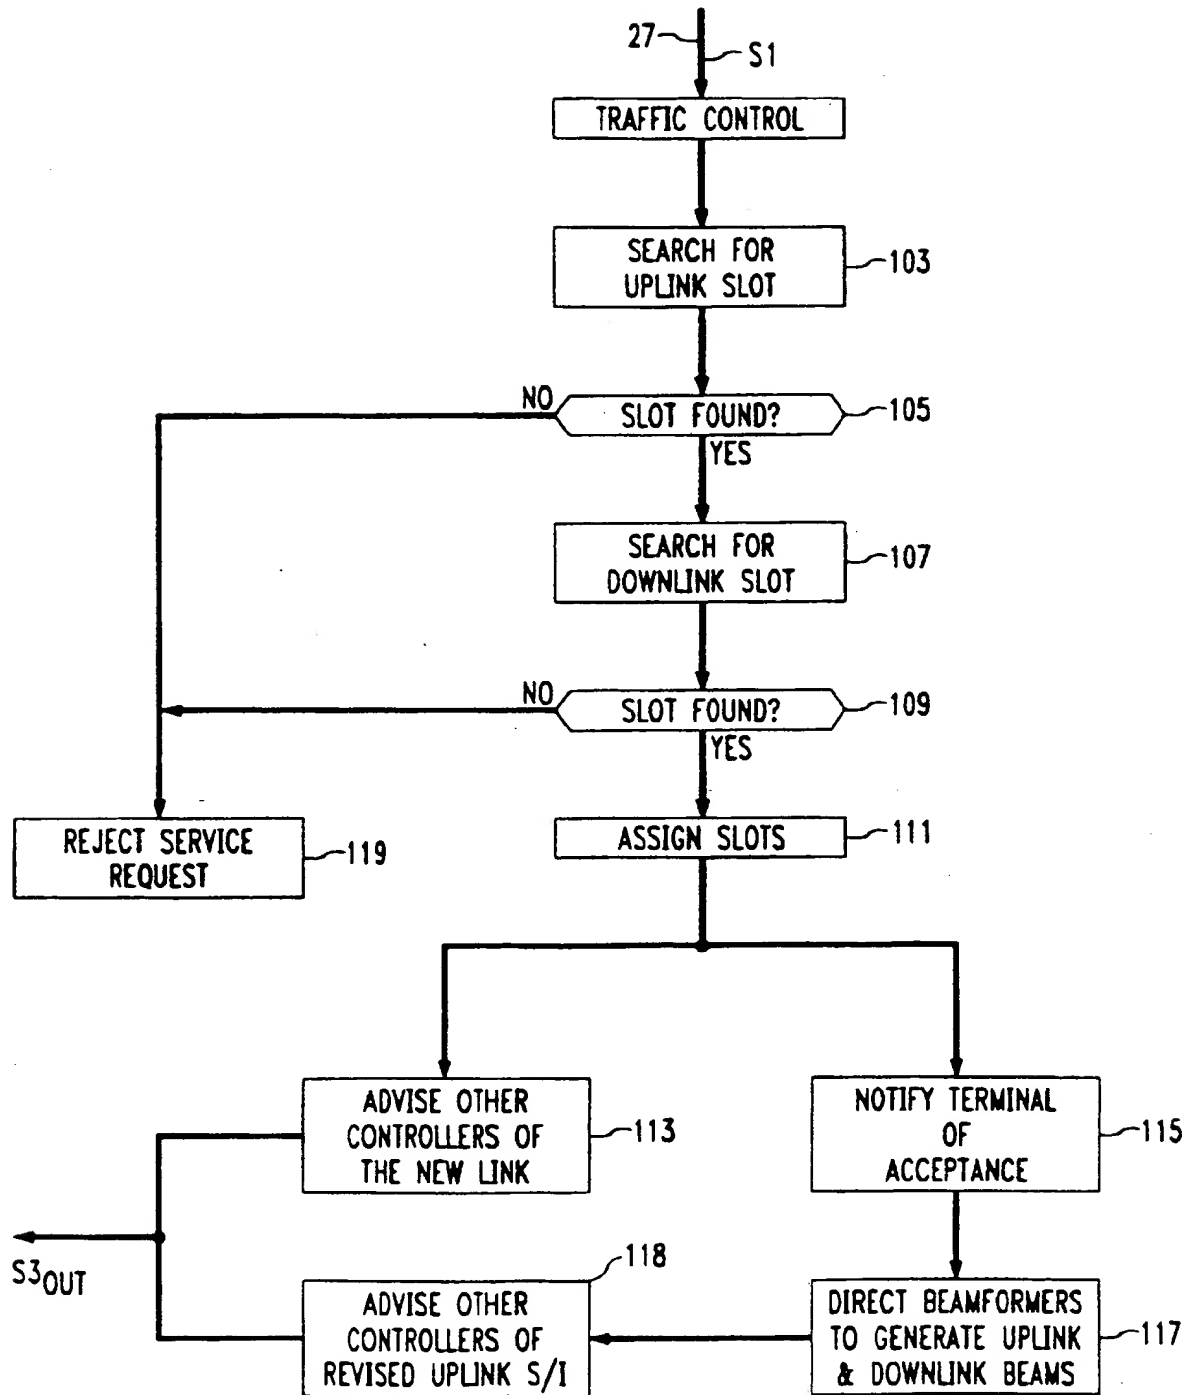 27
S1
TRAFFIC CONTROL
SEARCH FOR
UPLINK SLOT
103
NO
SLOT FOUND?
105
YES
SEARCH FOR
DOWNLINK SLOT
107
NO
SLOT FOUND?
109
YES
REJECT SERVICE
REQUEST
119
ASSIGN SLOTS
111
ADVISE OTHER
CONTROLLERS OF
THE NEW LINK
113
NOTIFY TERMINAL
OF
ACCEPTANCE
115
S3OUT
118
ADVISE OTHER
CONTROLLERS OF
REVISED UPLINK S/I
DIRECT BEAMFORMERS
TO GENERATE UPLINK
& DOWNLINK BEAMS
117